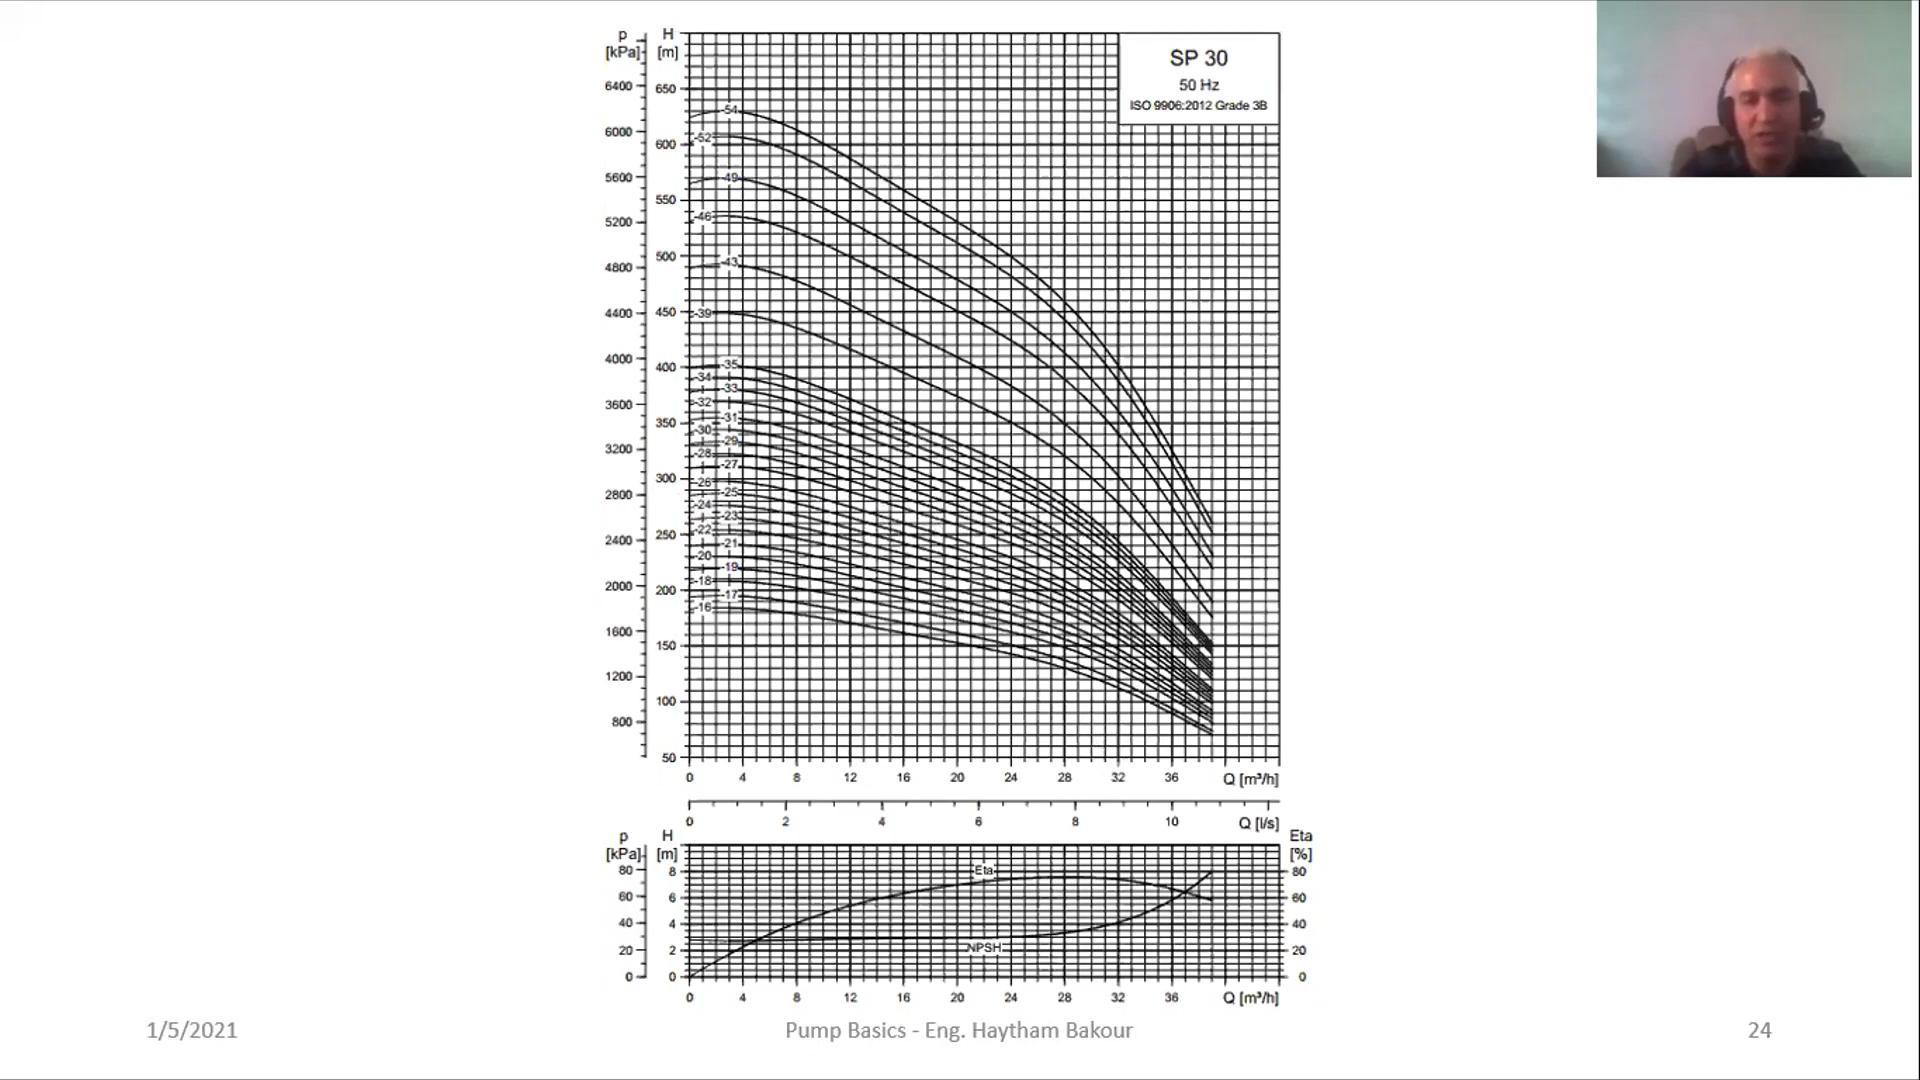 p
[kPa]
H
[m]
SP 30
50 Hz
ISO 9906:2012 Grade 3B
6400
6000
5600
5200
4800
4400
4000
3600
3200
2800
2400
2000
1600
1200
800
650
600
550
500
450
400
350
300
250
200
150
100
50
-54
-52
-49
-46
-43
-39
-35
-34
-33
-32
-31
-30
-29
-28
-27
-26
-25
-24
-23
-22
-21
-20
-19
-18
-17
-16
0 4 8 12 16 20 24 28 32 36 Q [m³/h]
0 2 4 6 8 10 Q [l/s]
p
[kPa]
H
[m]
Eta
[%]
80 8 Eta 80
60 6 60
40 4 40
20 2 NPSH 20
0 0 0
0 4 8 12 16 20 24 28 32 36 Q [m³/h]
1/5/2021 Pump Basics - Eng. Haytham Bakour 24